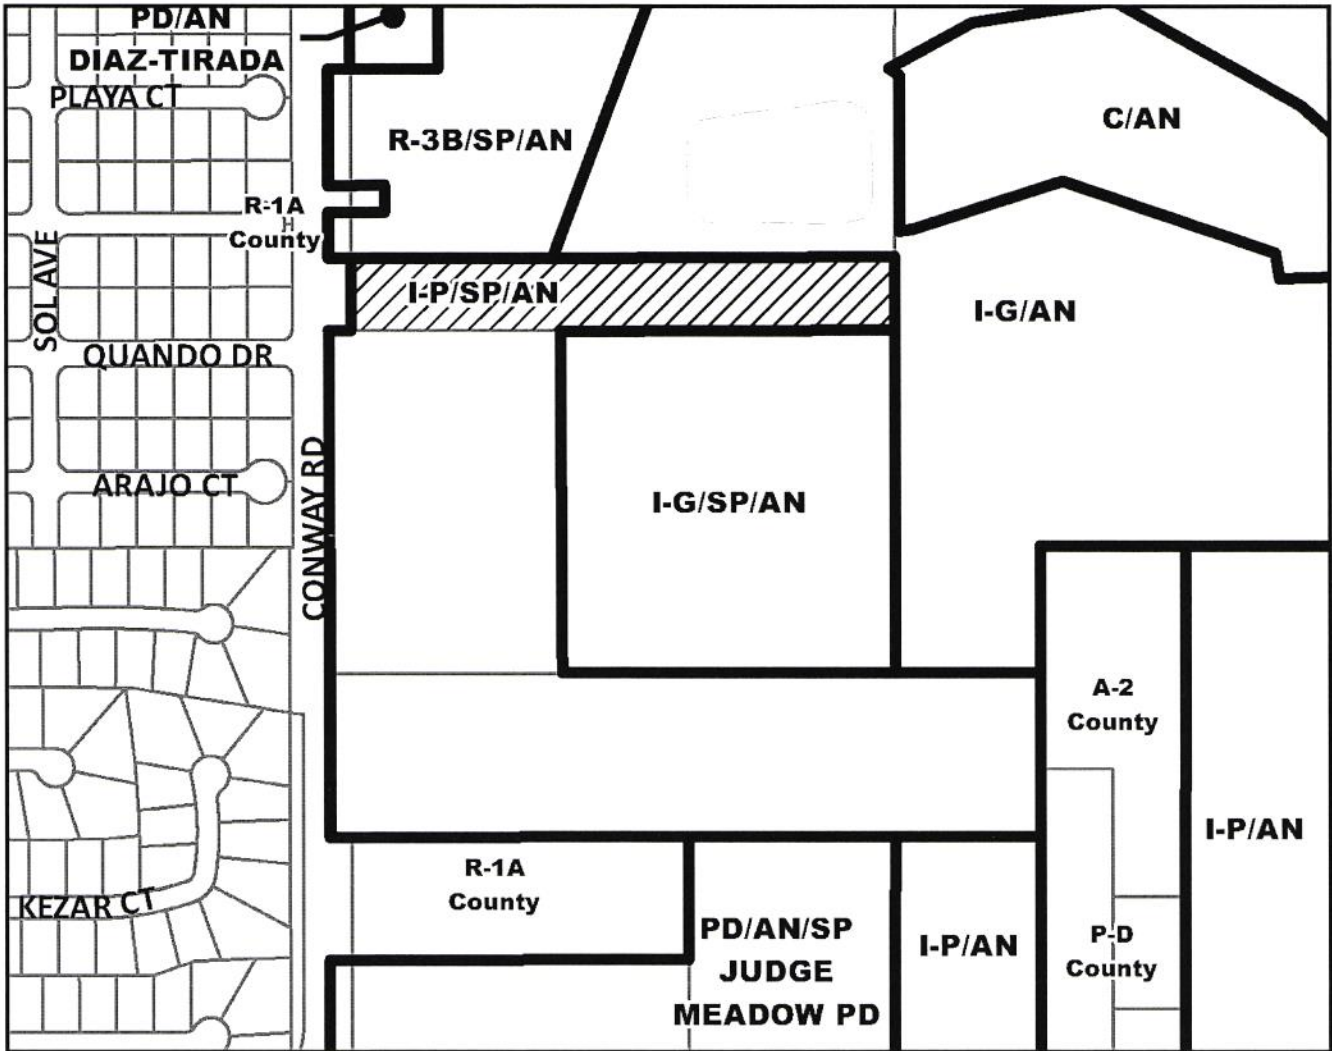 PD/AN
DIAZ-TIRADA
PLAYA CT
R-3B/SP/AN
C/AN
R-1A
H
County
SOL AVE
I-P/SP/AN
I-G/AN
QUANDO DR
ARAJO CT
CONWAY RD
I-G/SP/AN
A-2
County
I-P/AN
R-1A
County
KEZAR CT
PD/AN/SP
JUDGE
MEADOW PD
I-P/AN
P-D
County